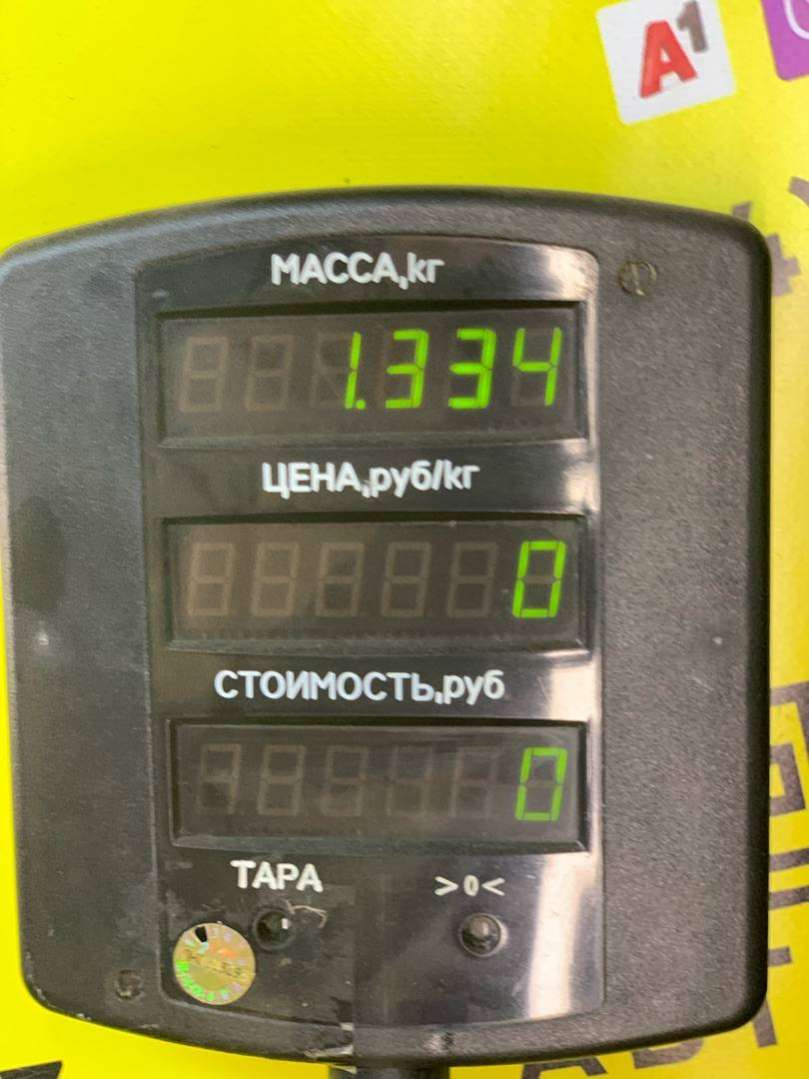 A1
МАССА,кг
1.334
ЦЕНА,руб/кг
0
СТОИМОСТЬ,руб
0
ТАРА >0<